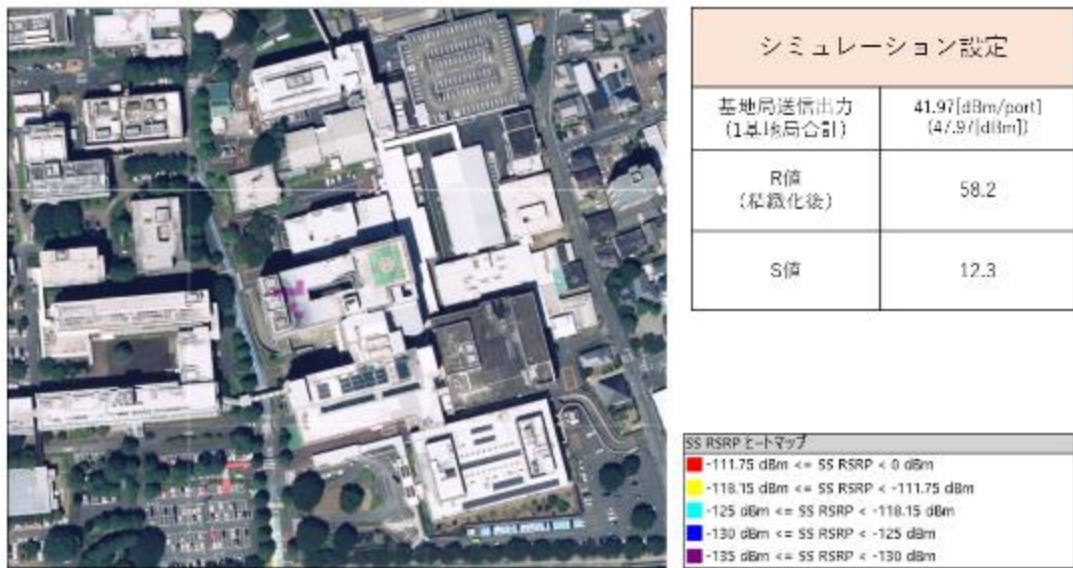 シミュレーション設定
基地局送信出力
(1基地局合計)
41.97[dBm/port]
(47.97[dBm])
R値
(精緻化後)
58.2
S値
12.3
SS RSRP ヒートマップ
-111.75 dBm <= SS RSRP < 0 dBm
-118.15 dBm <= SS RSRP < -111.75 dBm
-125 dBm <= SS RSRP < -118.15 dBm
-130 dBm <= SS RSRP < -125 dBm
-135 dBm <= SS RSRP < -130 dBm